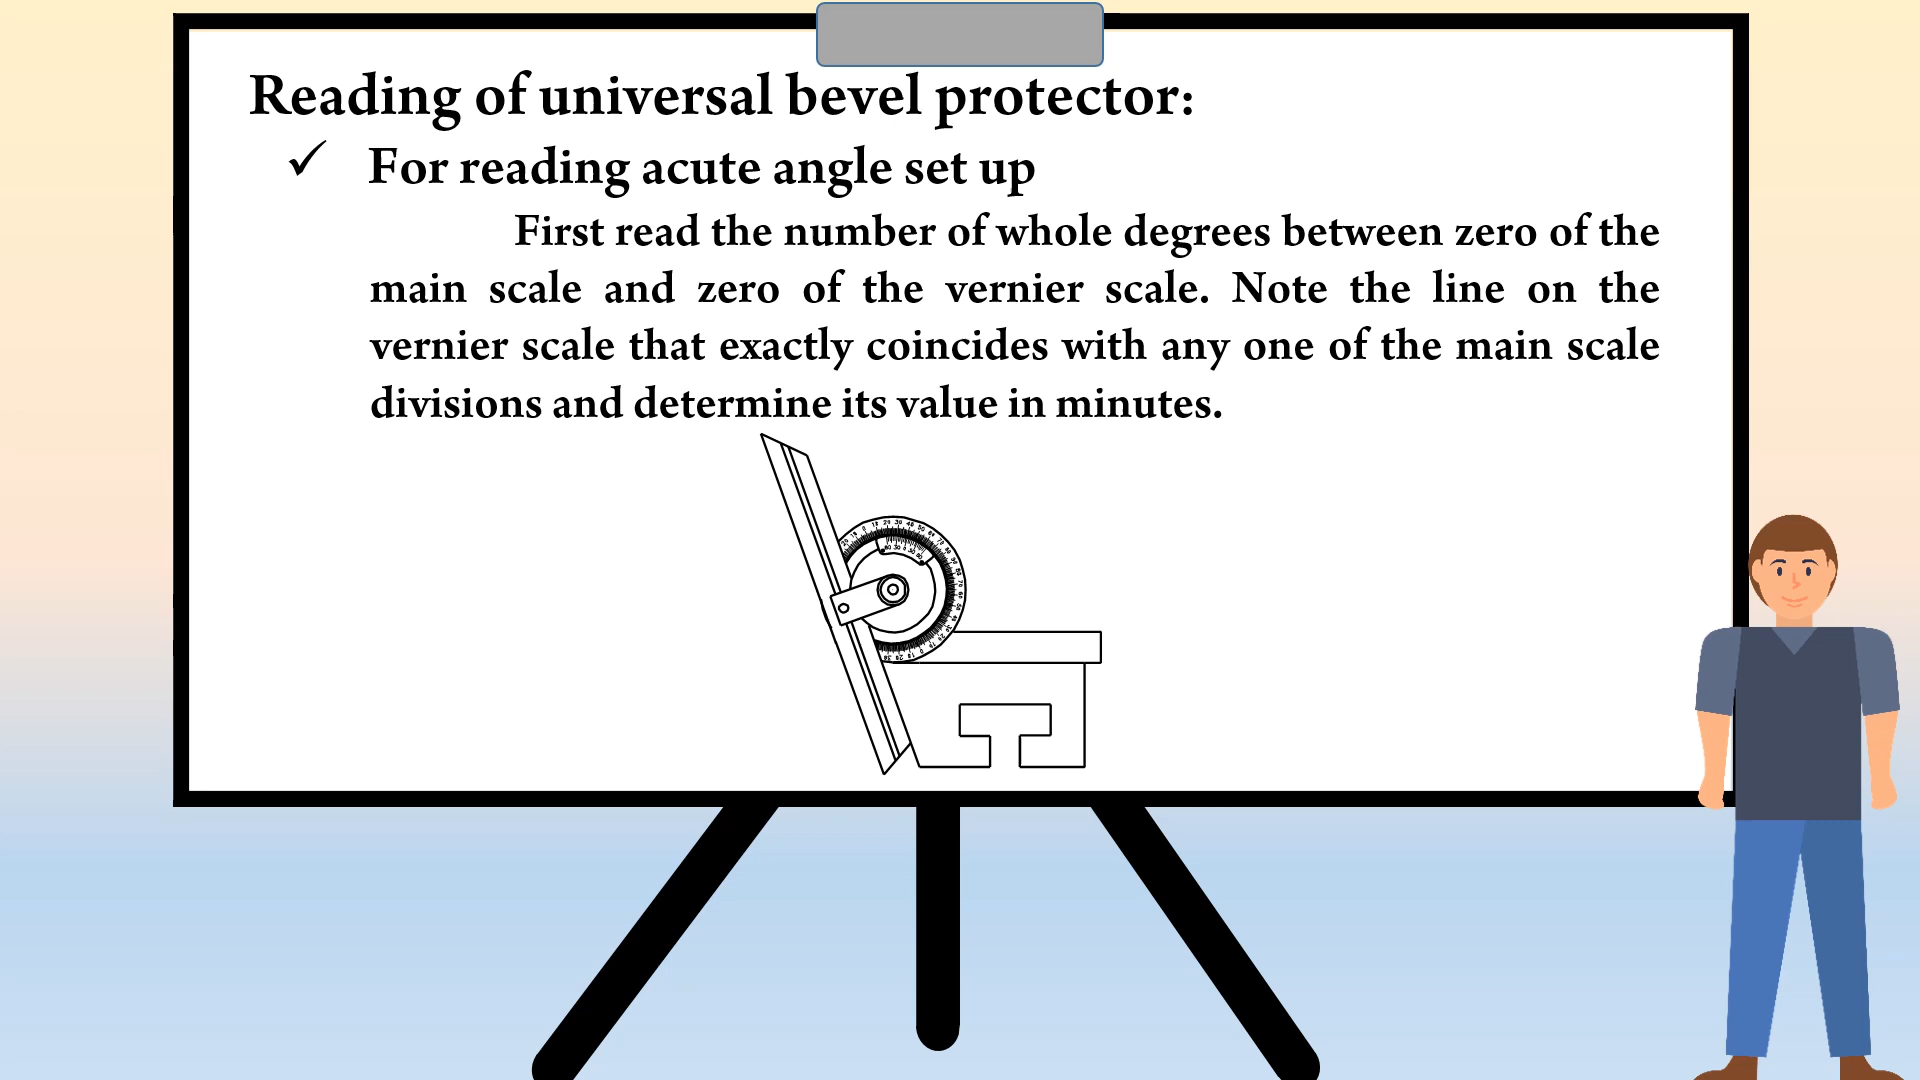 Reading of universal bevel protector:
✓ For reading acute angle set up
First read the number of whole degrees between zero of the
main scale and zero of the vernier scale. Note the line on the
vernier scale that exactly coincides with any one of the main scale
divisions and determine its value in minutes.